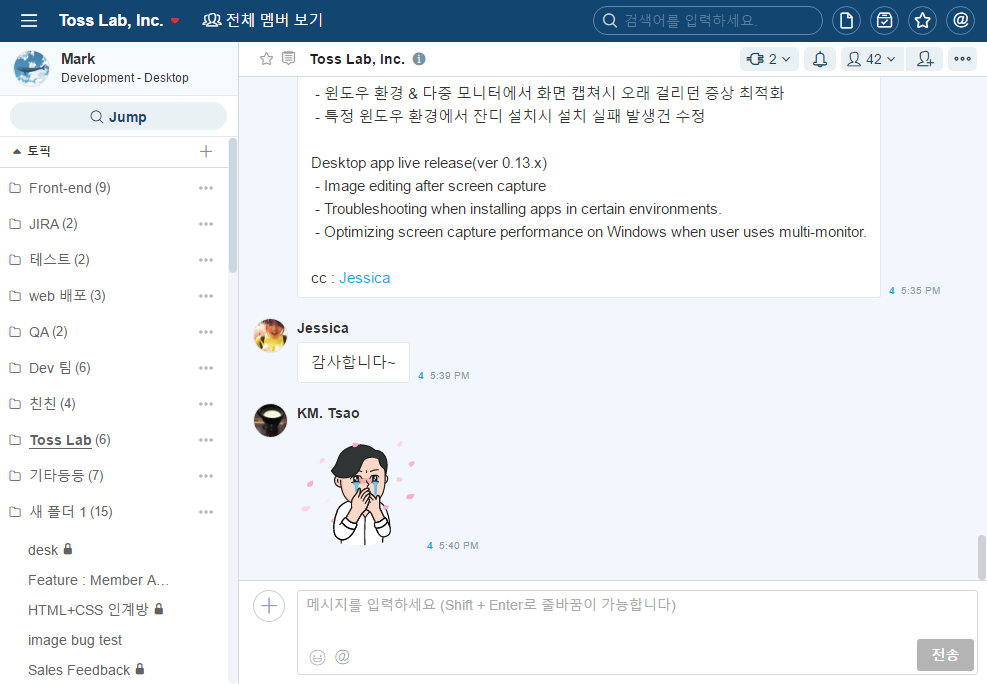 Toss Lab, Inc.
전체 멤버 보기
검색어를 입력하세요.
@
Mark
Development - Desktop
Jump
토픽
Front-end (9)
JIRA (2)
테스트 (2)
web 배포 (3)
QA (2)
Dev 팀 (6)
친친 (4)
Toss Lab (6)
기타등등 (7)
새 폴더 1 (15)
desk
Feature : Member A...
HTML+CSS 인계방
image bug test
Sales Feedback
Toss Lab, Inc.
2
42
- 윈도우 환경 & 다중 모니터에서 화면 캡쳐시 오래 걸리던 증상 최적화
- 특정 윈도우 환경에서 잔디 설치시 설치 실패 발생건 수정
Desktop app live release(ver 0.13.x)
- Image editing after screen capture
- Troubleshooting when installing apps in certain environments.
- Optimizing screen capture performance on Windows when user uses multi-monitor.
cc : Jessica
4 5:35 PM
Jessica
감사합니다~
4 5:39 PM
KM. Tsao
4 5:40 PM
메시지를 입력하세요 (Shift + Enter로 줄바꿈이 가능합니다)
@
전송